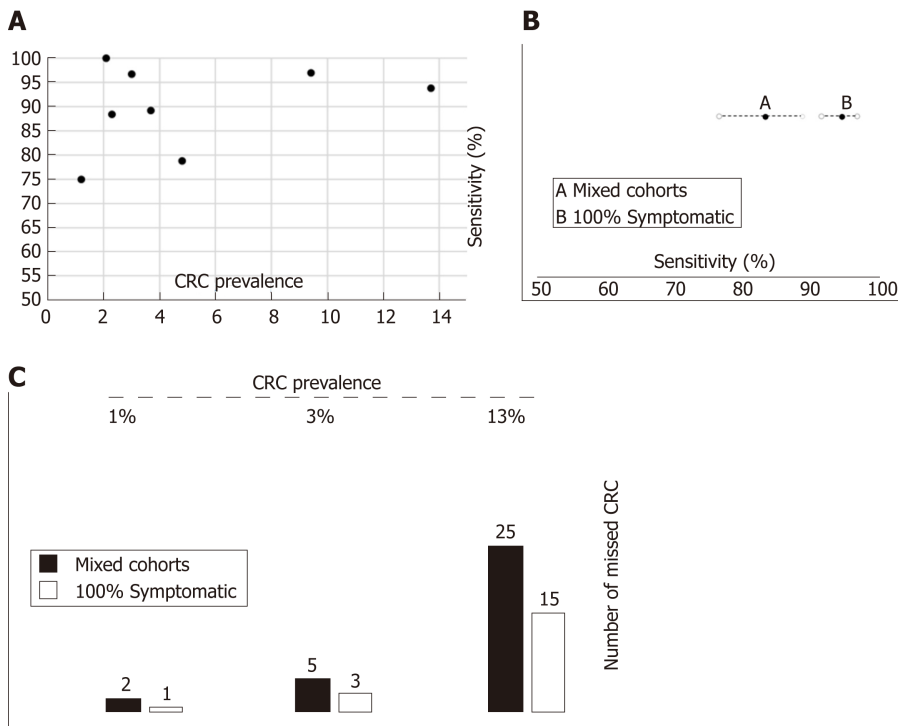 A
100
95
90
85
80
75
70
65
60
55
50
Sensitivity (%)
CRC prevalence
0 2 4 6 8 10 12 14
B
A B
A Mixed cohorts
B 100% Symptomatic
Sensitivity (%)
50 60 70 80 90 100
C
CRC prevalence
1% 3% 13%
Mixed cohorts
100% Symptomatic
2 1 5 3 25 15
Number of missed CRC